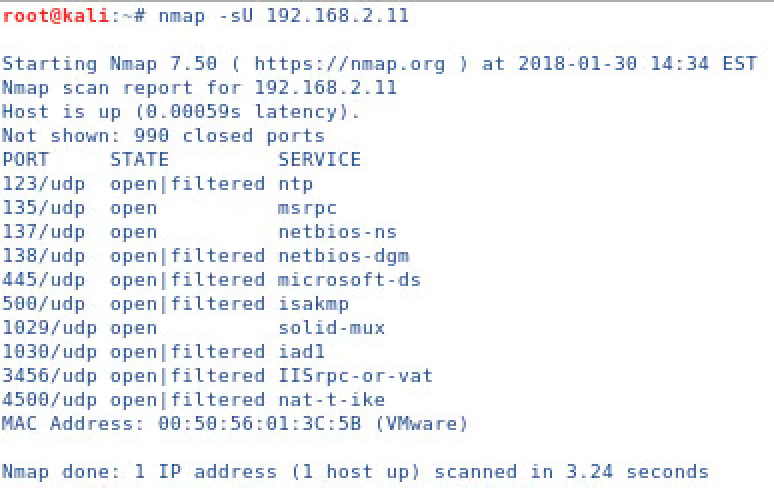 root@kali:~# nmap -sU 192.168.2.11
Starting Nmap 7.50 ( https://nmap.org ) at 2018-01-30 14:34 EST
Nmap scan report for 192.168.2.11
Host is up (0.00059s latency).
Not shown: 990 closed ports
PORT     STATE         SERVICE
123/udp  open|filtered ntp
135/udp  open          msrpc
137/udp  open          netbios-ns
138/udp  open|filtered netbios-dgm
445/udp  open|filtered microsoft-ds
500/udp  open|filtered isakmp
1029/udp open          solid-mux
1030/udp open|filtered iad1
3456/udp open|filtered IISrpc-or-vat
4500/udp open|filtered nat-t-ike
MAC Address: 00:50:56:01:3C:5B (VMware)
Nmap done: 1 IP address (1 host up) scanned in 3.24 seconds